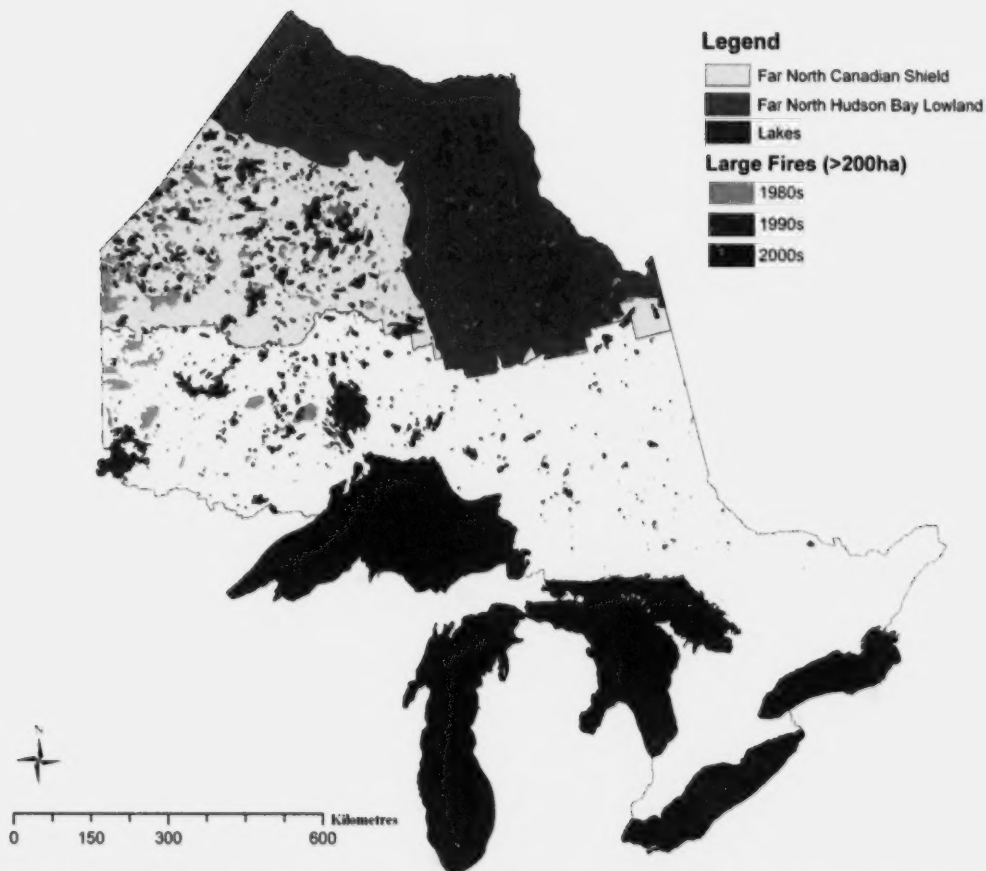 Legend
Far North Canadian Shield
Far North Hudson Bay Lowland
Lakes
Large Fires (>200ha)
1980s
1990s
2000s
N
Kilometres
0 150 300 600